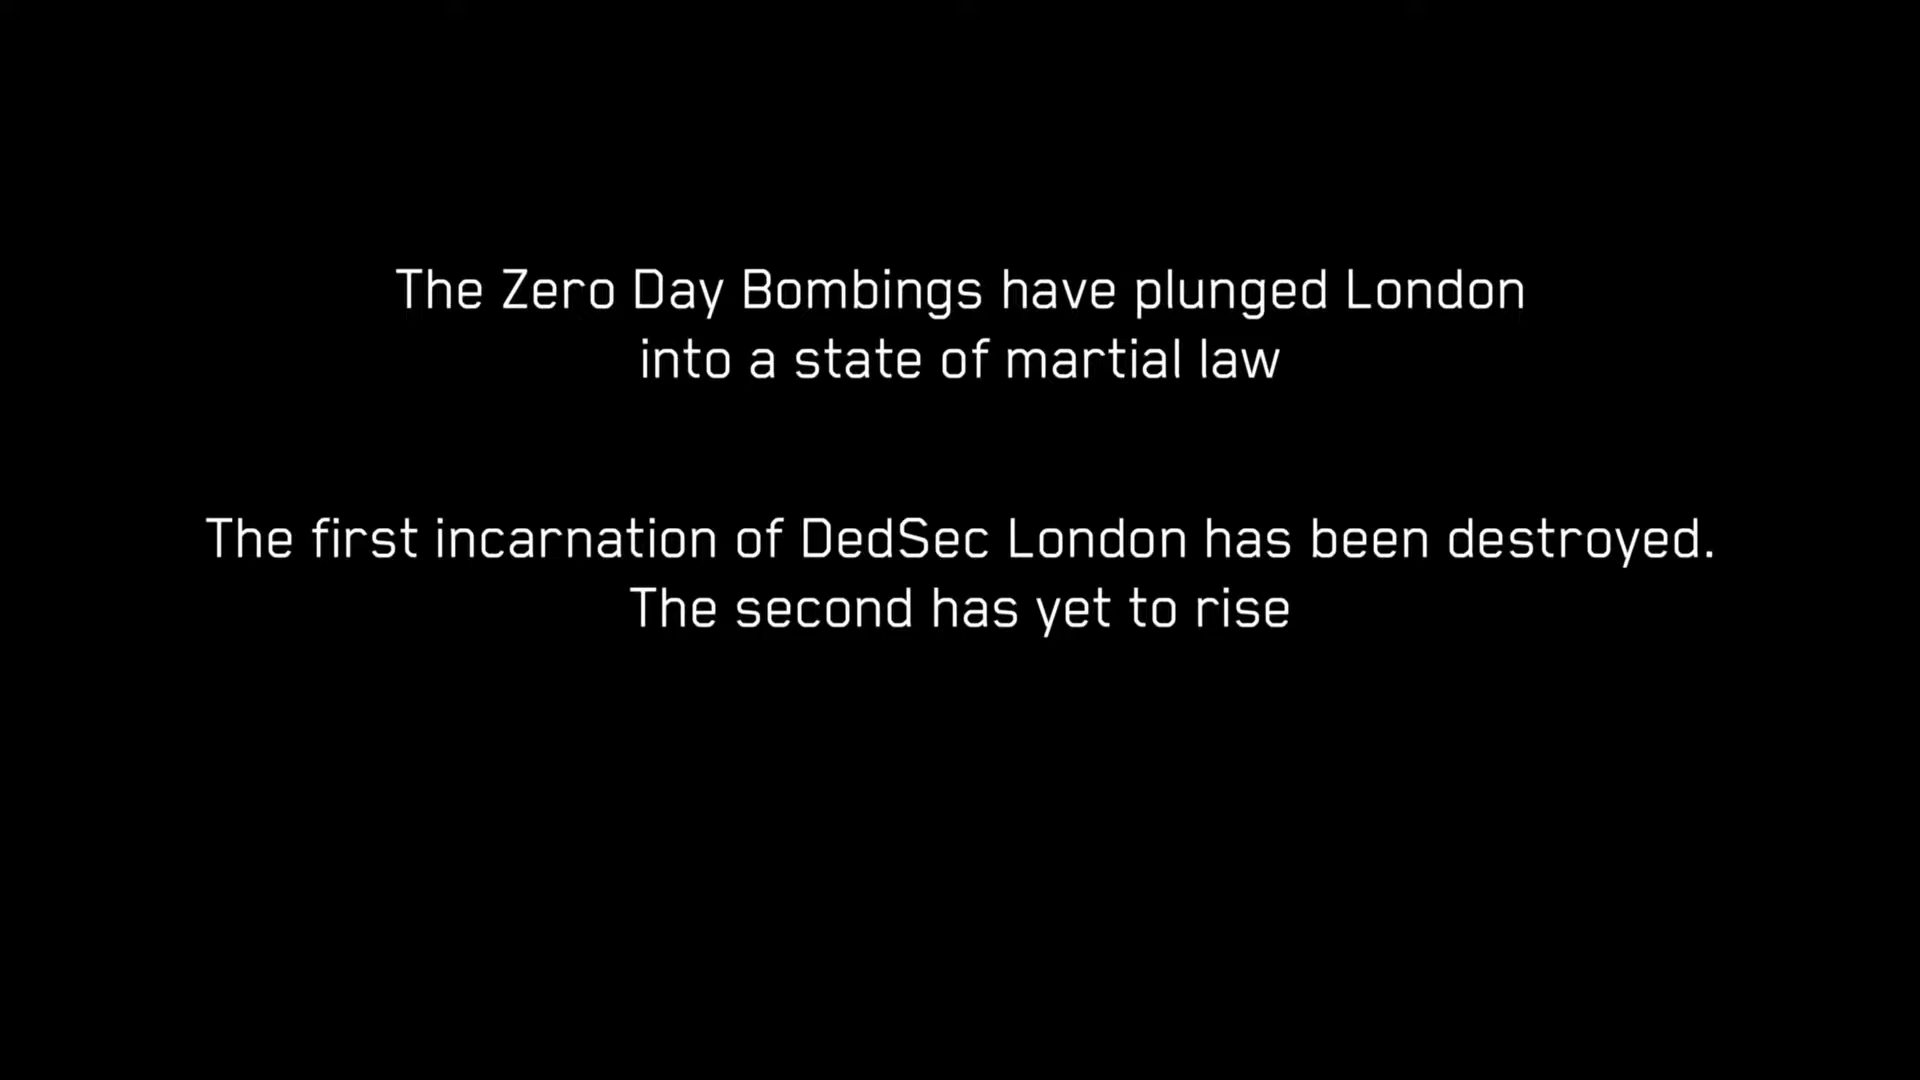 The Zero Day Bombings have plunged London
into a state of martial law
The first incarnation of DedSec London has been destroyed.
The second has yet to rise